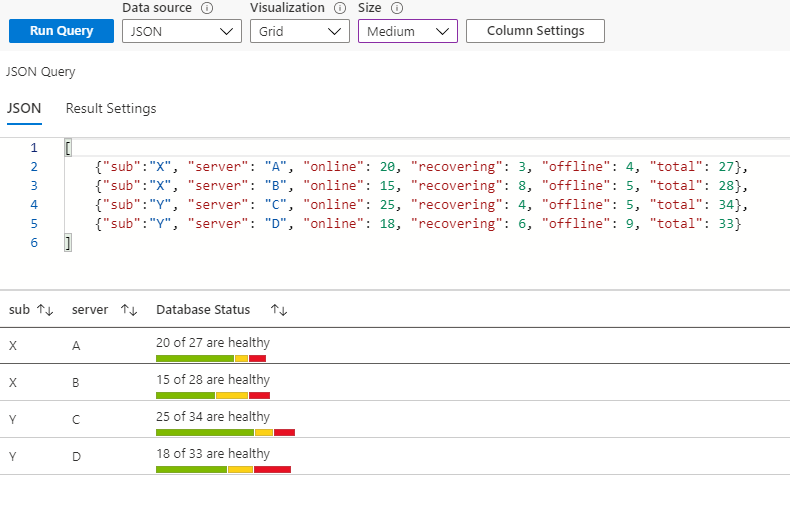 Data source Visualization Size
Run Query JSON Grid Medium Column Settings
JSON Query
JSON Result Settings
1 [
2 {"sub":"X", "server": "A", "online": 20, "recovering": 3, "offline": 4, "total": 27},
3 {"sub":"X", "server": "B", "online": 15, "recovering": 8, "offline": 5, "total": 28},
4 {"sub":"Y", "server": "C", "online": 25, "recovering": 4, "offline": 5, "total": 34},
5 {"sub":"Y", "server": "D", "online": 18, "recovering": 6, "offline": 9, "total": 33}
6 ]
sub ↑↓ server ↑↓ Database Status ↑↓
X A 20 of 27 are healthy
X B 15 of 28 are healthy
Y C 25 of 34 are healthy
Y D 18 of 33 are healthy